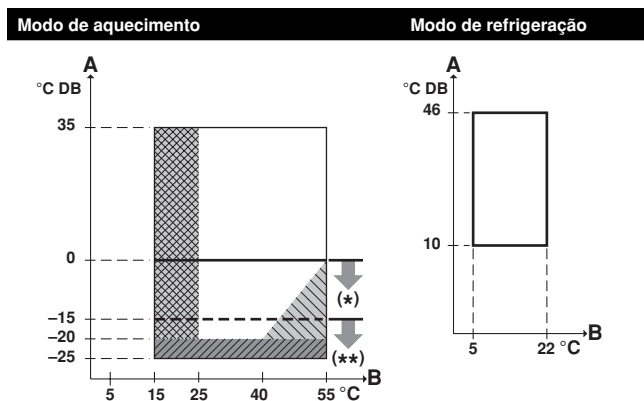 Modo de aquecimento
Modo de refrigeração
A
°C DB
35
0
–15
–20
–25
(*)
(**)
5 15 25 40 55 °C
B
A
°C DB
46
10
5 22 °C
B